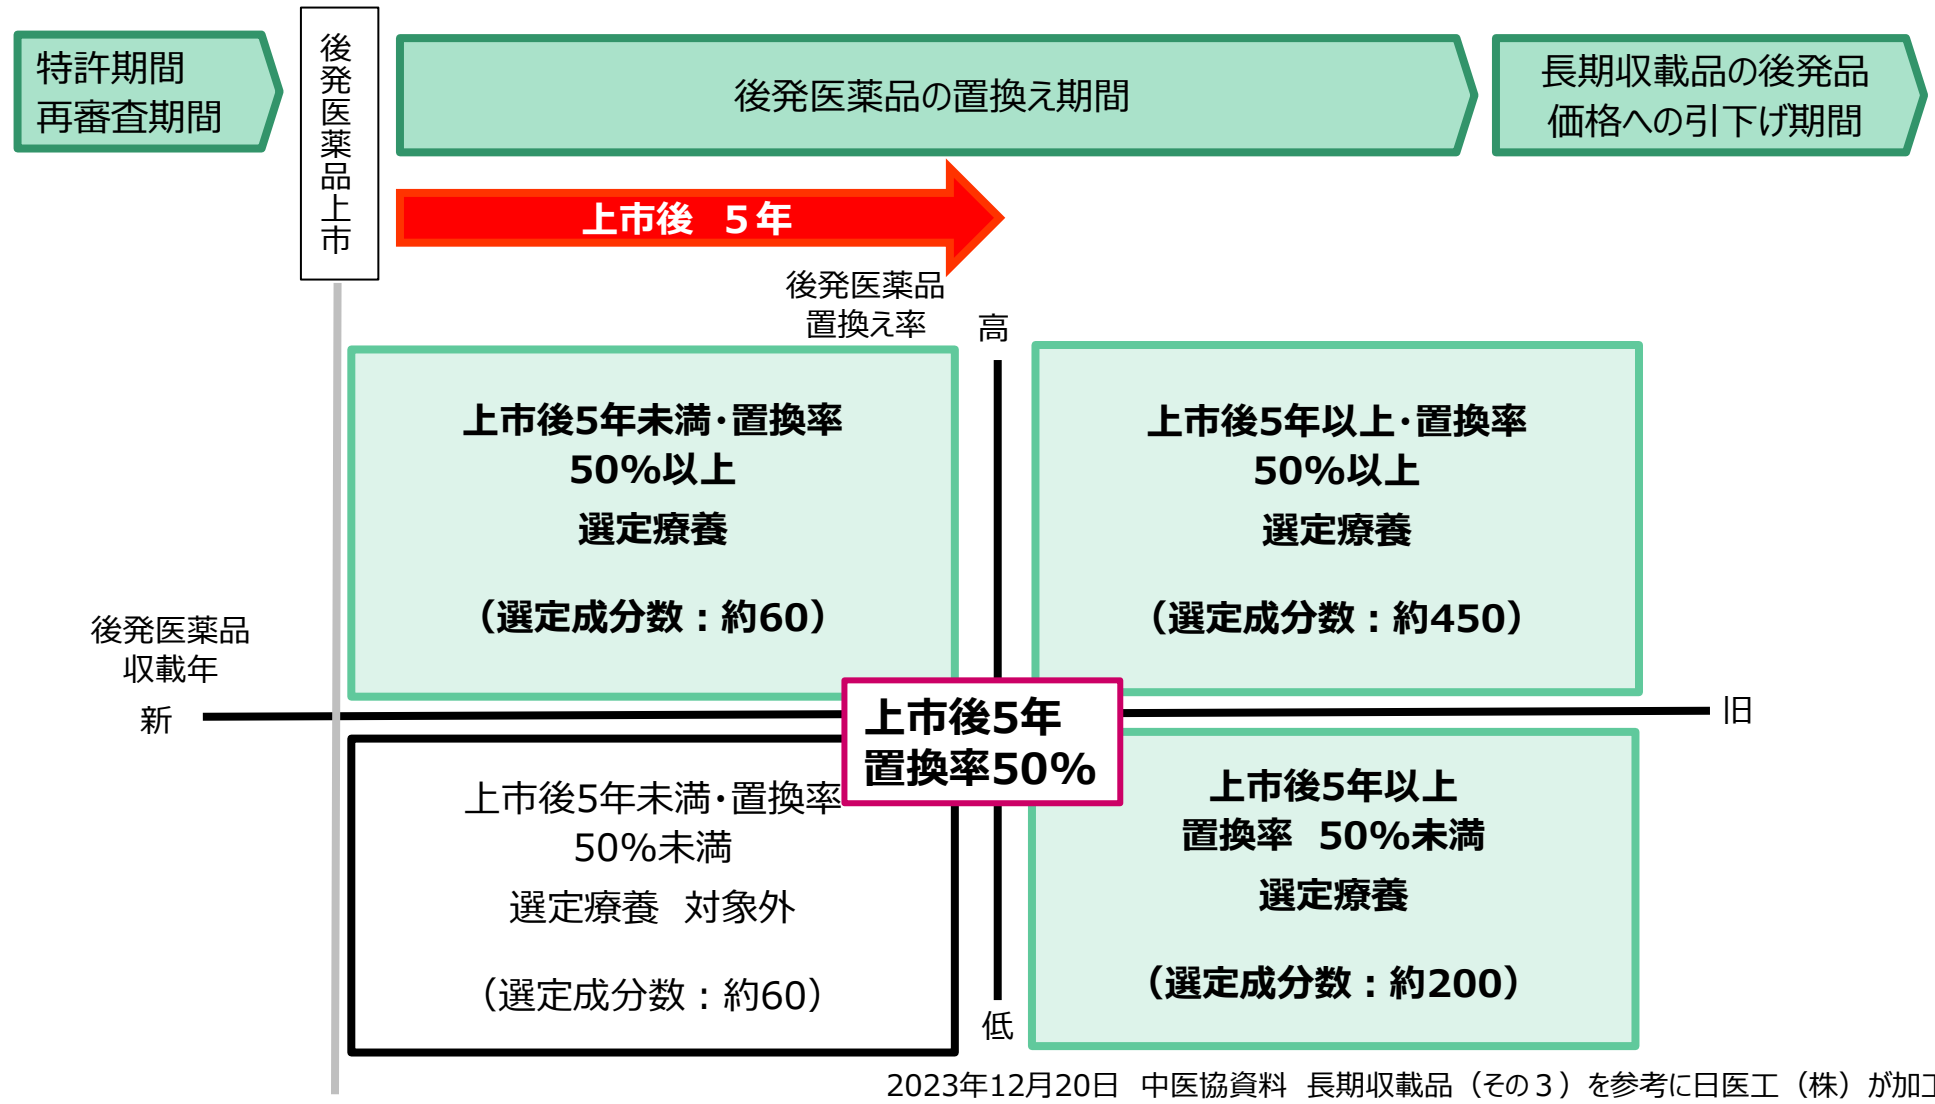 特許期間
再審査期間
後発医薬品上市
後発医薬品の置換え期間
長期収載品の後発品
価格への引下げ期間
上市後　５年
後発医薬品
置換え率
高
上市後5年未満･置換率
50%以上
選定療養
（選定成分数：約60）
上市後5年以上･置換率
50%以上
選定療養
（選定成分数：約450）
後発医薬品
収載年
新
旧
上市後5年
置換率50%
上市後5年未満･置換率
50%未満
選定療養　対象外
（選定成分数：約60）
上市後5年以上
置換率　50%未満
選定療養
（選定成分数：約200）
低
2023年12月20日　中医協資料　長期収載品（その３）を参考に日医工（株）が加工